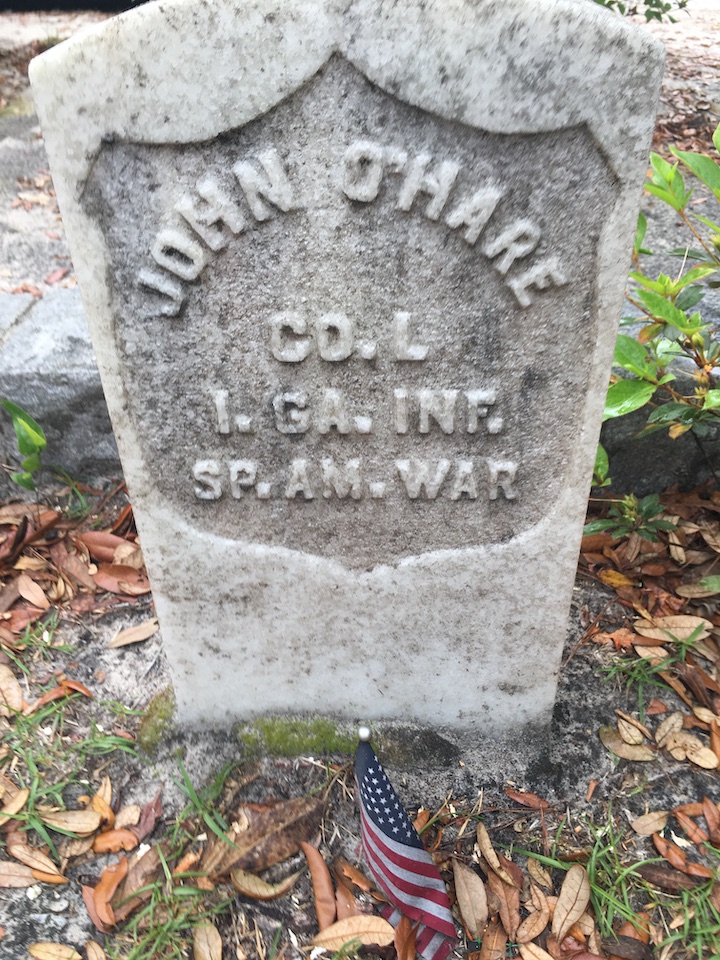 JOHN O'HARE
CO. L
1. GA. INF.
SP. AM. WAR